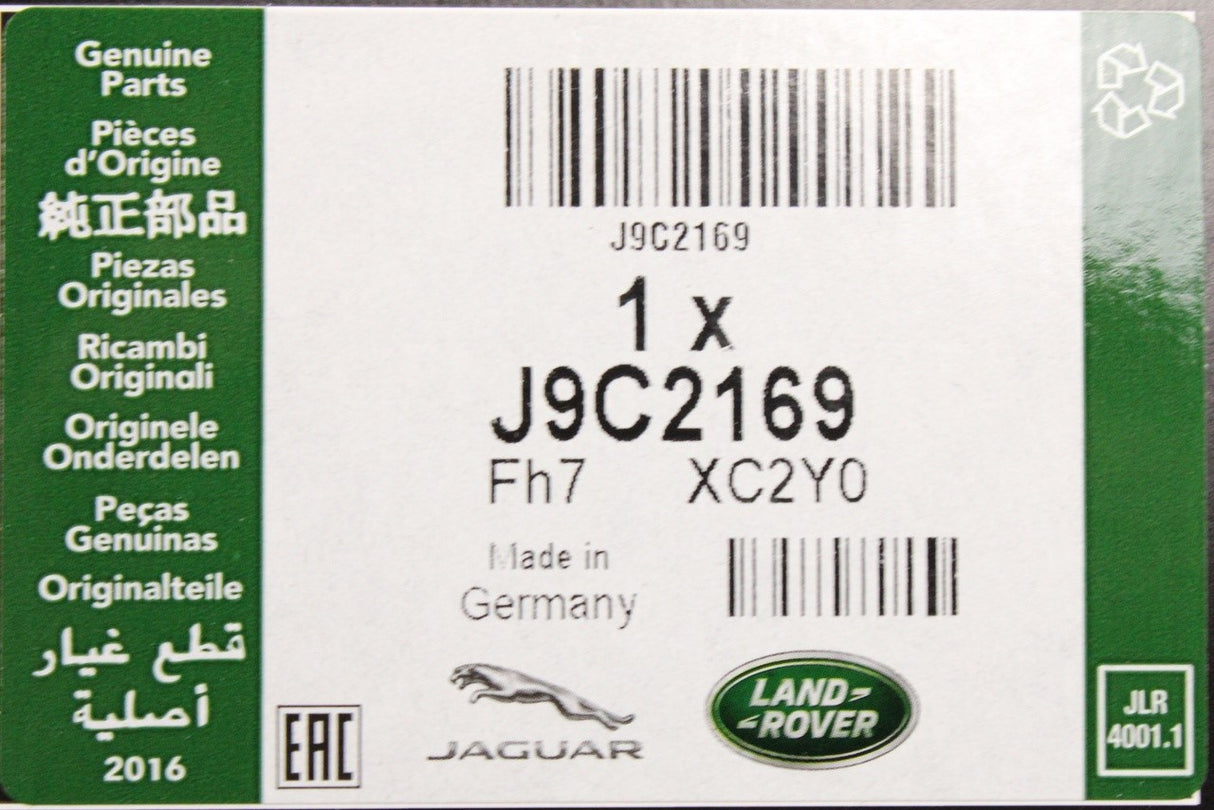 Genuine
Parts
Pièces
d'Origine
純正部品
Piezas
Originales
Ricambi
Originali
Originele
Onderdelen
Peças
Genuinas
Originalteile
قطع غيار
أصلية
2016
J9C2169
1 x
J9C2169
Fh7 XC2Y0
Made in
Germany
EAC
JAGUAR
LAND-
-ROVER
JLR
4001.1